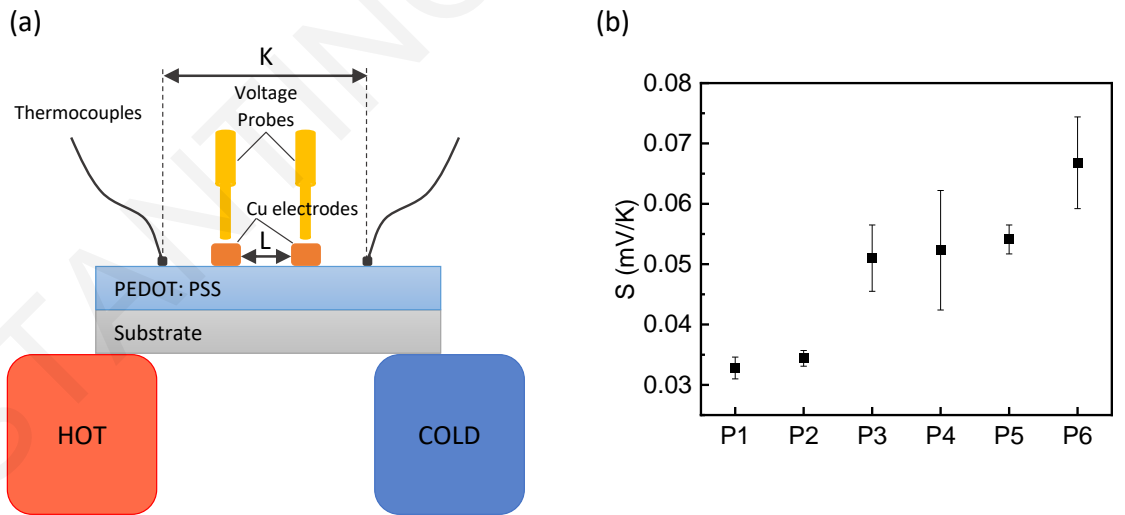 (a)
K
Voltage
Probes
Thermocouples
Cu electrodes
L
PEDOT: PSS
Substrate
HOT
COLD
(b)
0.08
0.07
0.06
0.05
0.04
0.03
S (mV/K)
P1 P2 P3 P4 P5 P6
STANTINO